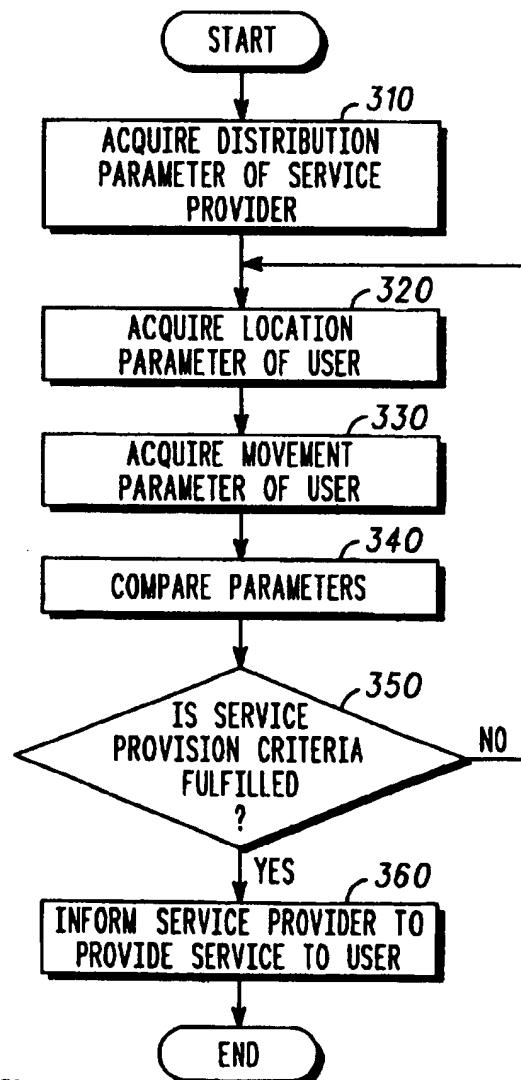 START
310
ACQUIRE DISTRIBUTION
PARAMETER OF SERVICE
PROVIDER
320
ACQUIRE LOCATION
PARAMETER OF USER
330
ACQUIRE MOVEMENT
PARAMETER OF USER
340
COMPARE PARAMETERS
350
IS SERVICE
PROVISION CRITERIA
FULFILLED
?
NO
YES
360
INFORM SERVICE PROVIDER TO
PROVIDE SERVICE TO USER
END